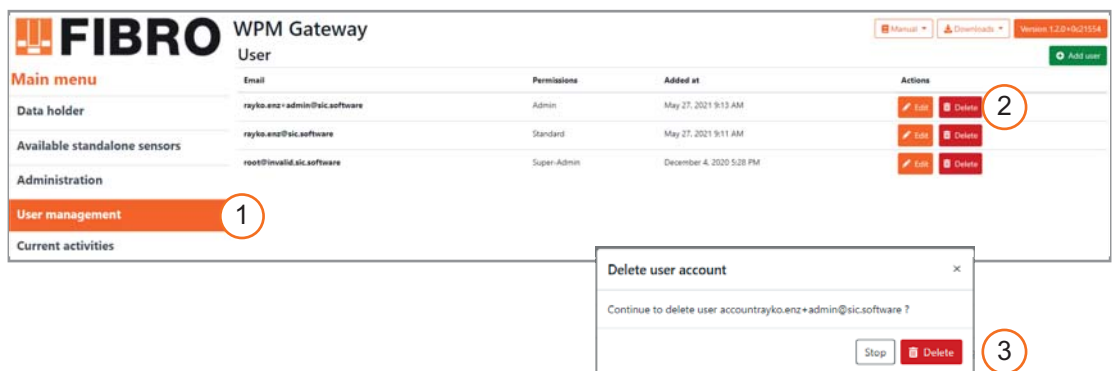 FIBRO
WPM Gateway
Manual
Downloads
Version 1.2.0+0c21554
User
Add user
Main menu
Email Permissions Added at Actions
Data holder
rayko.enz+admin@sic.software Admin May 27, 2021 9:13 AM Edit Delete
2
Available standalone sensors
rayko.enz@sic.software Standard May 27, 2021 9:11 AM Edit Delete
root@invalid.sic.software Super-Admin December 4, 2020 5:28 PM Edit Delete
Administration
User management
1
Current activities
Delete user account ×
Continue to delete user accountrayko.enz+admin@sic.software ?
Stop Delete
3